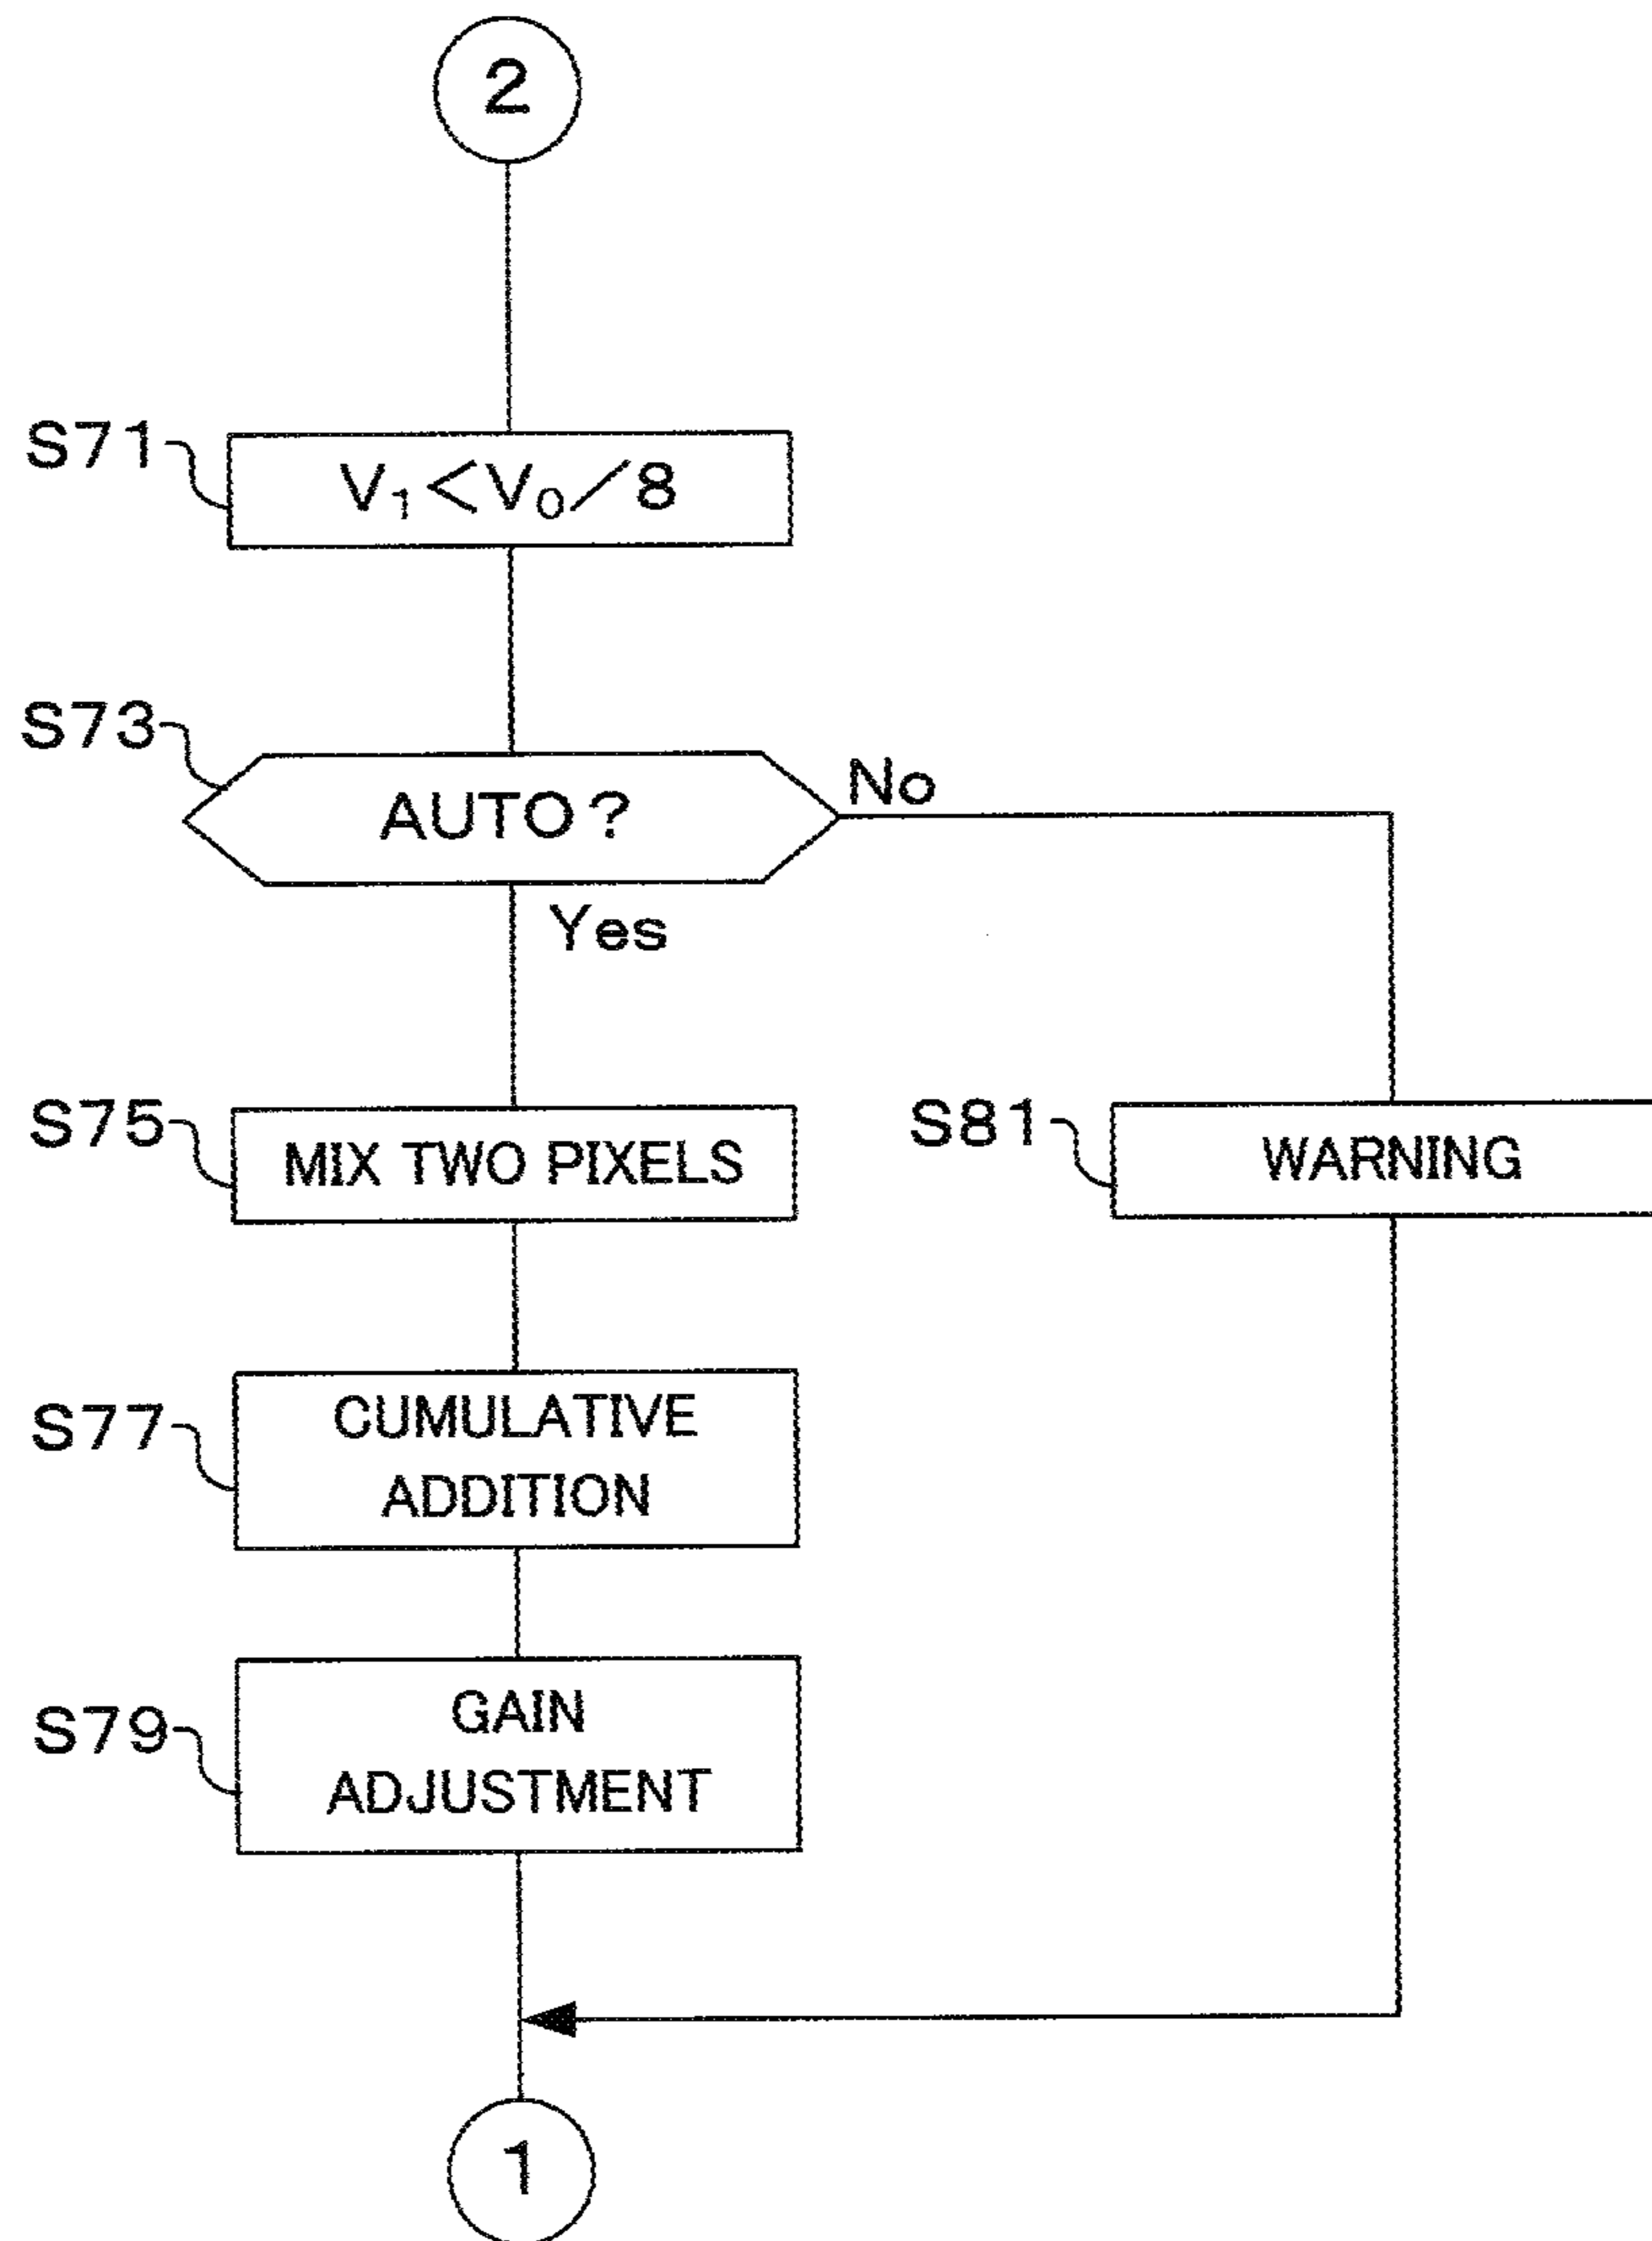 2
S71
V₁<V₀/8
S73
AUTO?
No
Yes
S75
MIX TWO PIXELS
S81
WARNING
S77
CUMULATIVE
ADDITION
S79
GAIN
ADJUSTMENT
1